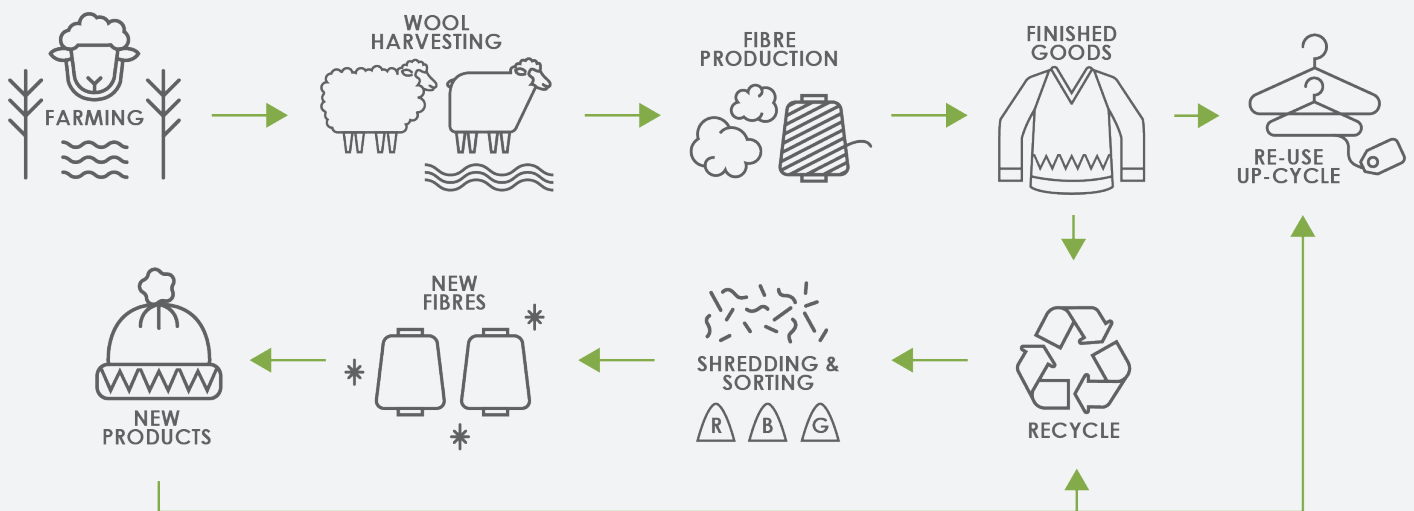 FARMING
WOOL
HARVESTING
FIBRE
PRODUCTION
FINISHED
GOODS
RE-USE
UP-CYCLE
NEW
PRODUCTS
NEW
FIBRES
SHREDDING &
SORTING
R B G
RECYCLE